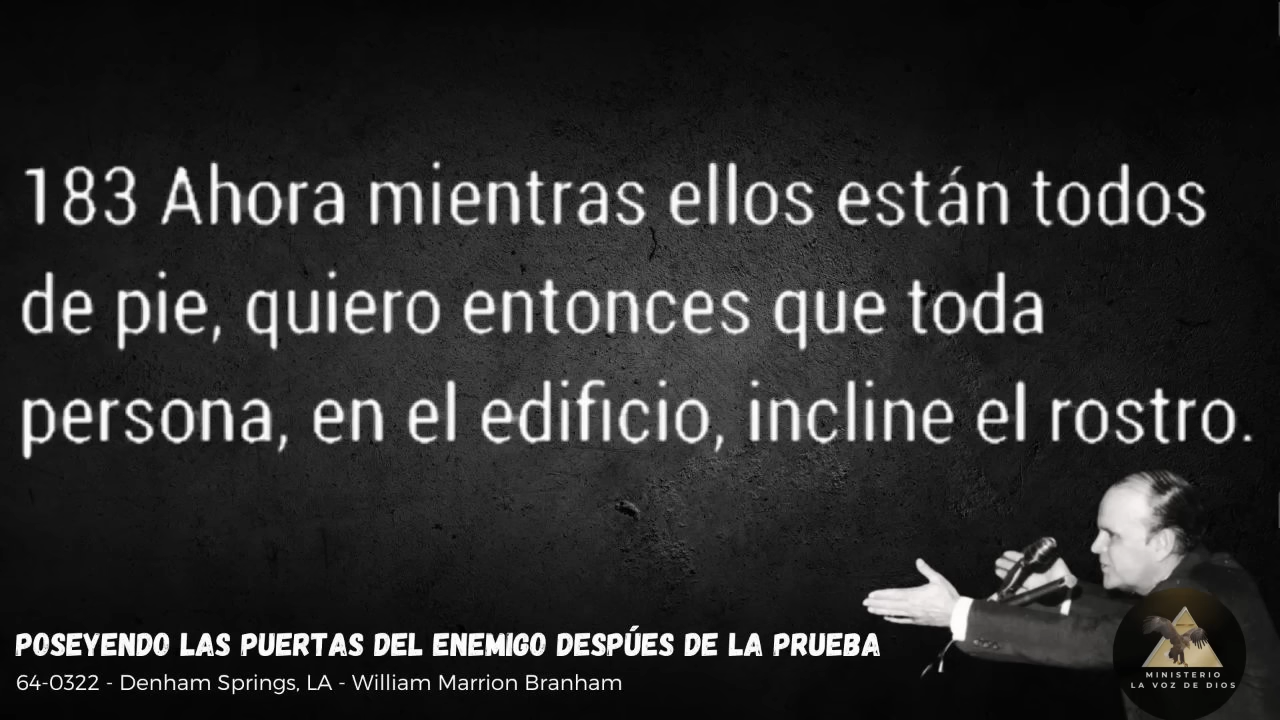 183 Ahora mientras ellos están todos
de pie, quiero entonces que toda
persona, en el edificio, incline el rostro.
POSEYENDO LAS PUERTAS DEL ENEMIGO DESPÚES DE LA PRUEBA
64-0322 - Denham Springs, LA - William Marrion Branham
MINISTERIO
LA VOZ DE DIOS